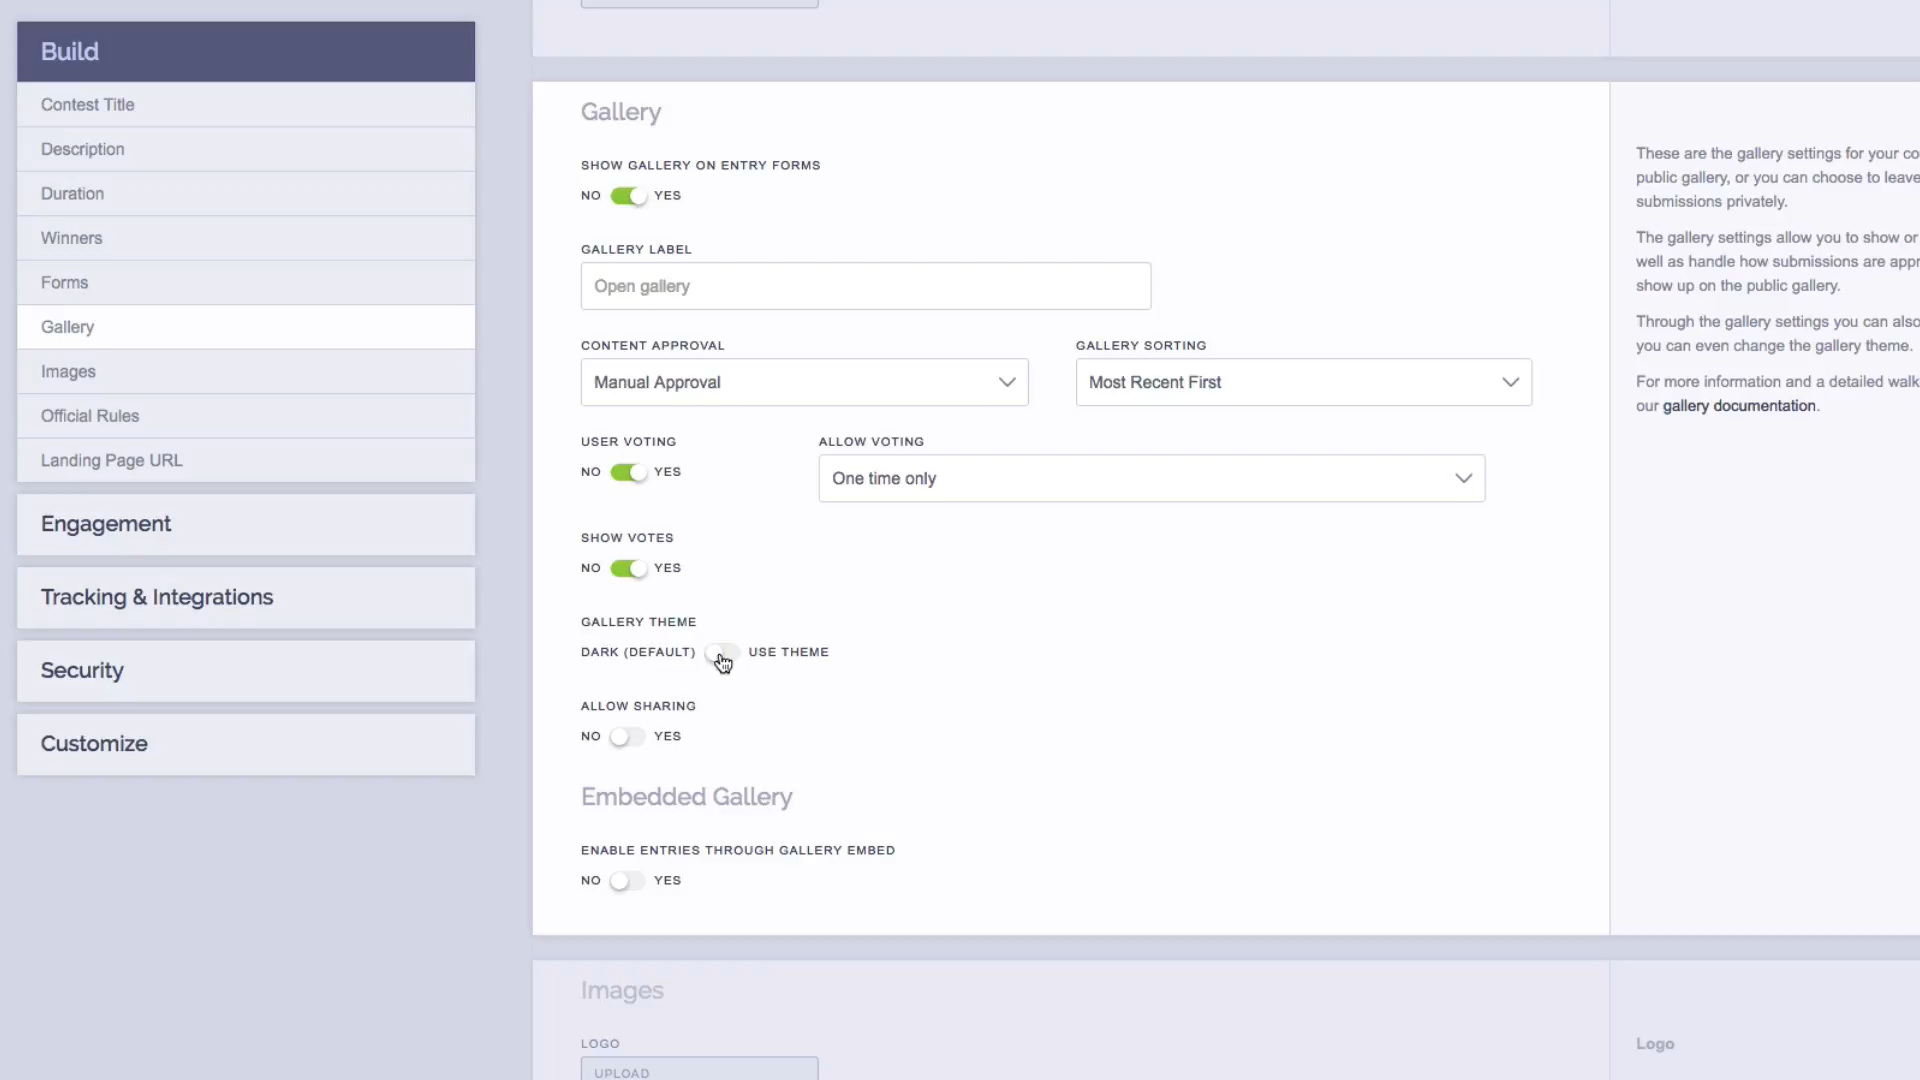 Build
Contest Title
Description
Duration
Winners
Forms
Gallery
Images
Official Rules
Landing Page URL
Engagement
Tracking & Integrations
Security
Customize
Gallery
SHOW GALLERY ON ENTRY FORMS
NO YES
GALLERY LABEL
Open gallery
CONTENT APPROVAL GALLERY SORTING
Manual Approval Most Recent First
USER VOTING ALLOW VOTING
NO YES One time only
SHOW VOTES
NO YES
GALLERY THEME
DARK (DEFAULT) USE THEME
ALLOW SHARING
NO YES
Embedded Gallery
ENABLE ENTRIES THROUGH GALLERY EMBED
NO YES
Images
LOGO
UPLOAD
These are the gallery settings for your co
public gallery, or you can choose to leave
submissions privately.
The gallery settings allow you to show or
well as handle how submissions are appr
show up on the public gallery.
Through the gallery settings you can also
you can even change the gallery theme.
For more information and a detailed walk
our gallery documentation.
Logo